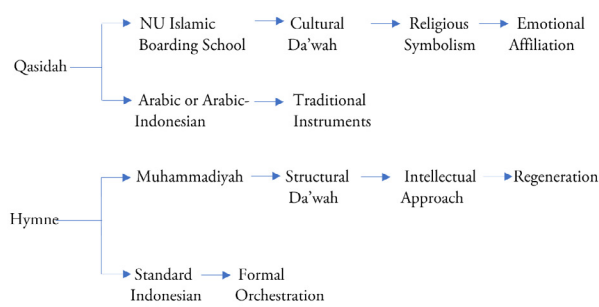 NU Islamic
Boarding School
Cultural
Da’wah
Religious
Symbolism
Emotional
Affiliation
Qasidah
Arabic or Arabic-
Indonesian
Traditional
Instruments
Muhammadiyah
Structural
Da’wah
Intellectual
Approach
Regeneration
Hymne
Standard
Indonesian
Formal
Orchestration